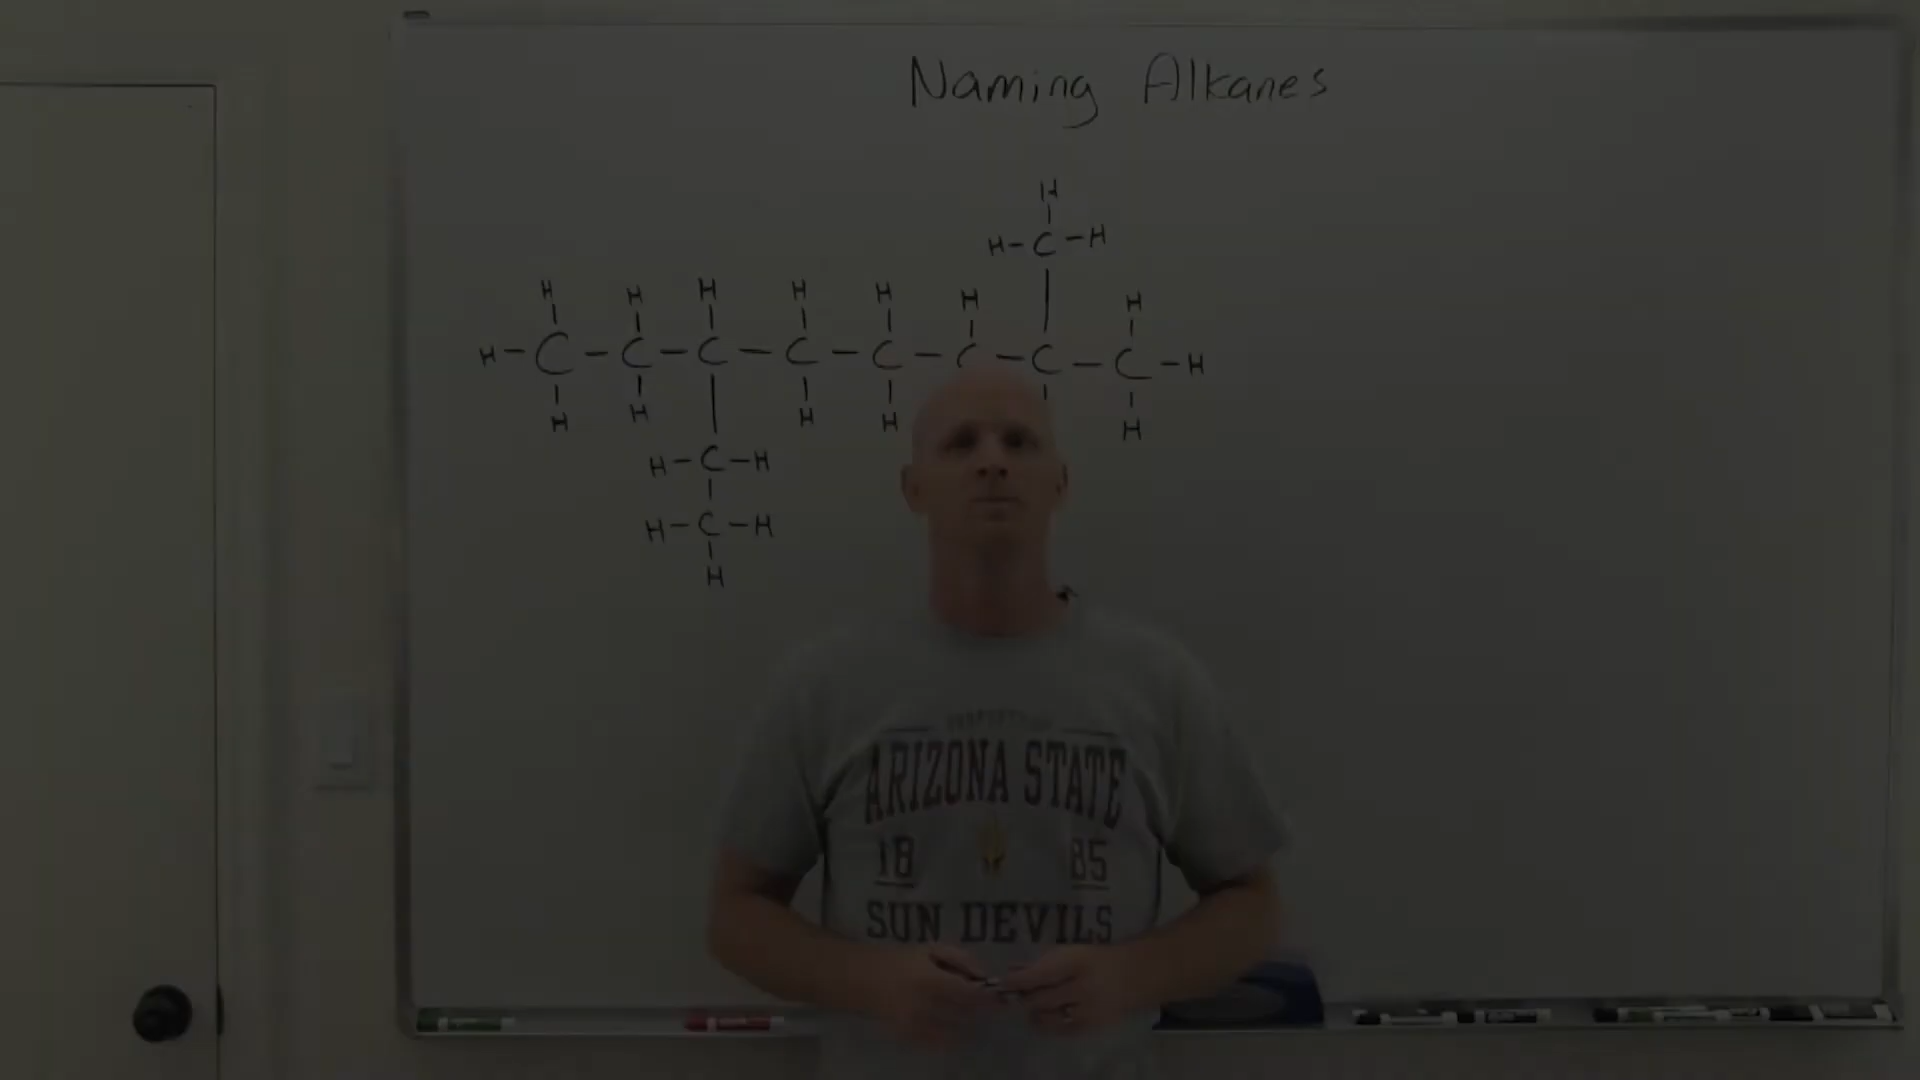 Naming Alkanes
H
H-C-H
H H H H H H H
H-C-C-C-C-C-C-C-C-H
H H H H H
H-C-H
H-C-H
H
ARIZONA STATE
18 85
SUN DEVILS